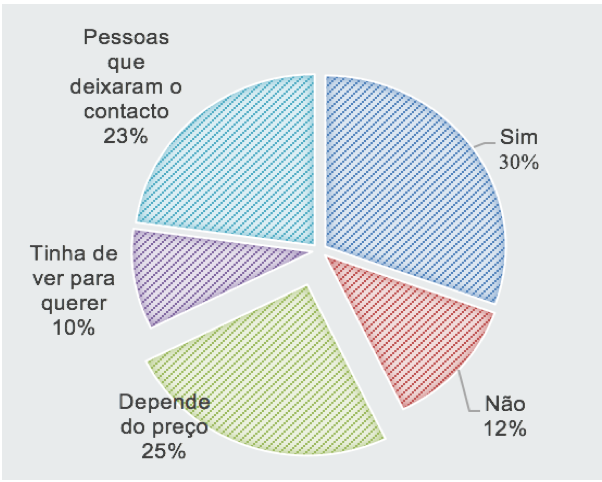 Pessoas
que
deixaram o
contacto
23%
Sim
30%
Tinha de
ver para
querer
10%
Depende
do preço
25%
Não
12%